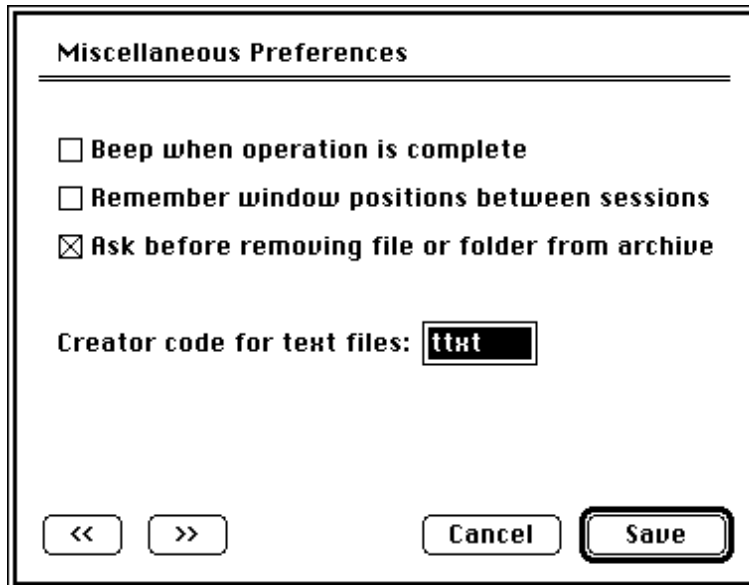 Miscellaneous Preferences
Beep when operation is complete
Remember window positions between sessions
Ask before removing file or folder from archive
Creator code for text files: ttxt
<< >> Cancel Save